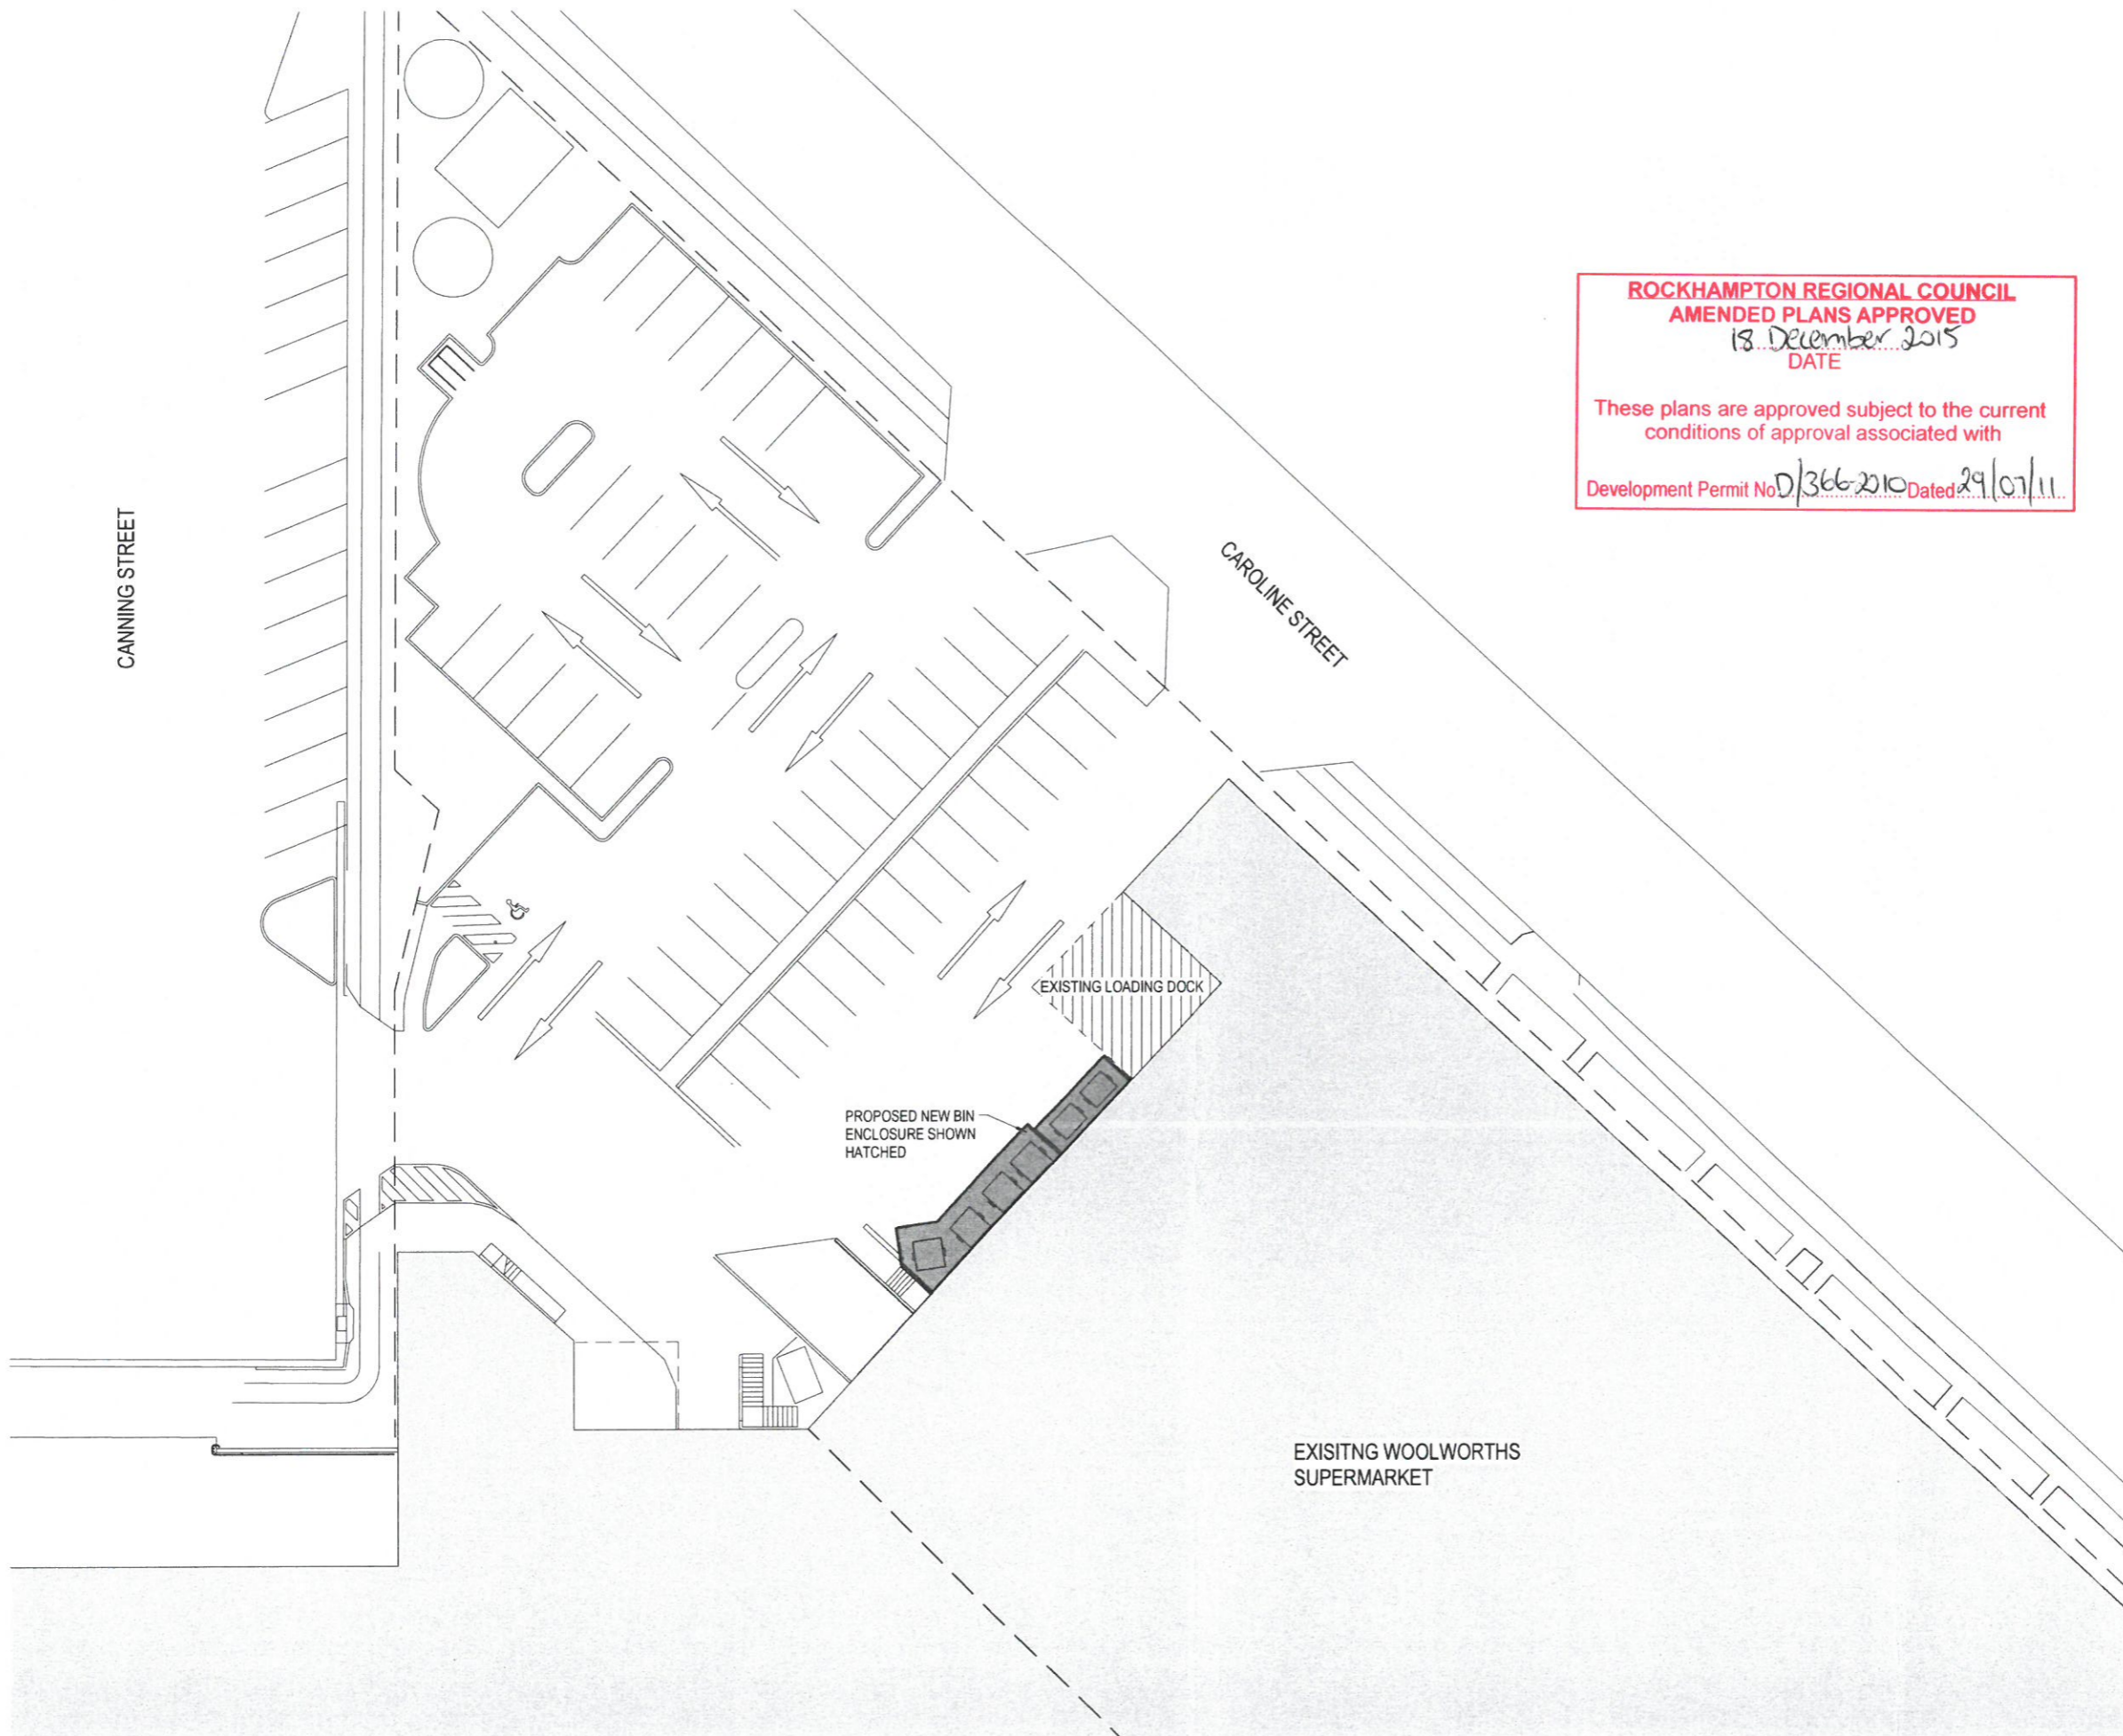 ROCKHAMPTON REGIONAL COUNCIL
AMENDED PLANS APPROVED
18 December 2015
DATE
These plans are approved subject to the current
conditions of approval associated with
Development Permit No D/366-2010 Dated 29/07/11
CANNING STREET
CAROLINE STREET
EXISTING LOADING DOCK
PROPOSED NEW BIN
ENCLOSURE SHOWN
HATCHED
EXISITNG WOOLWORTHS
SUPERMARKET